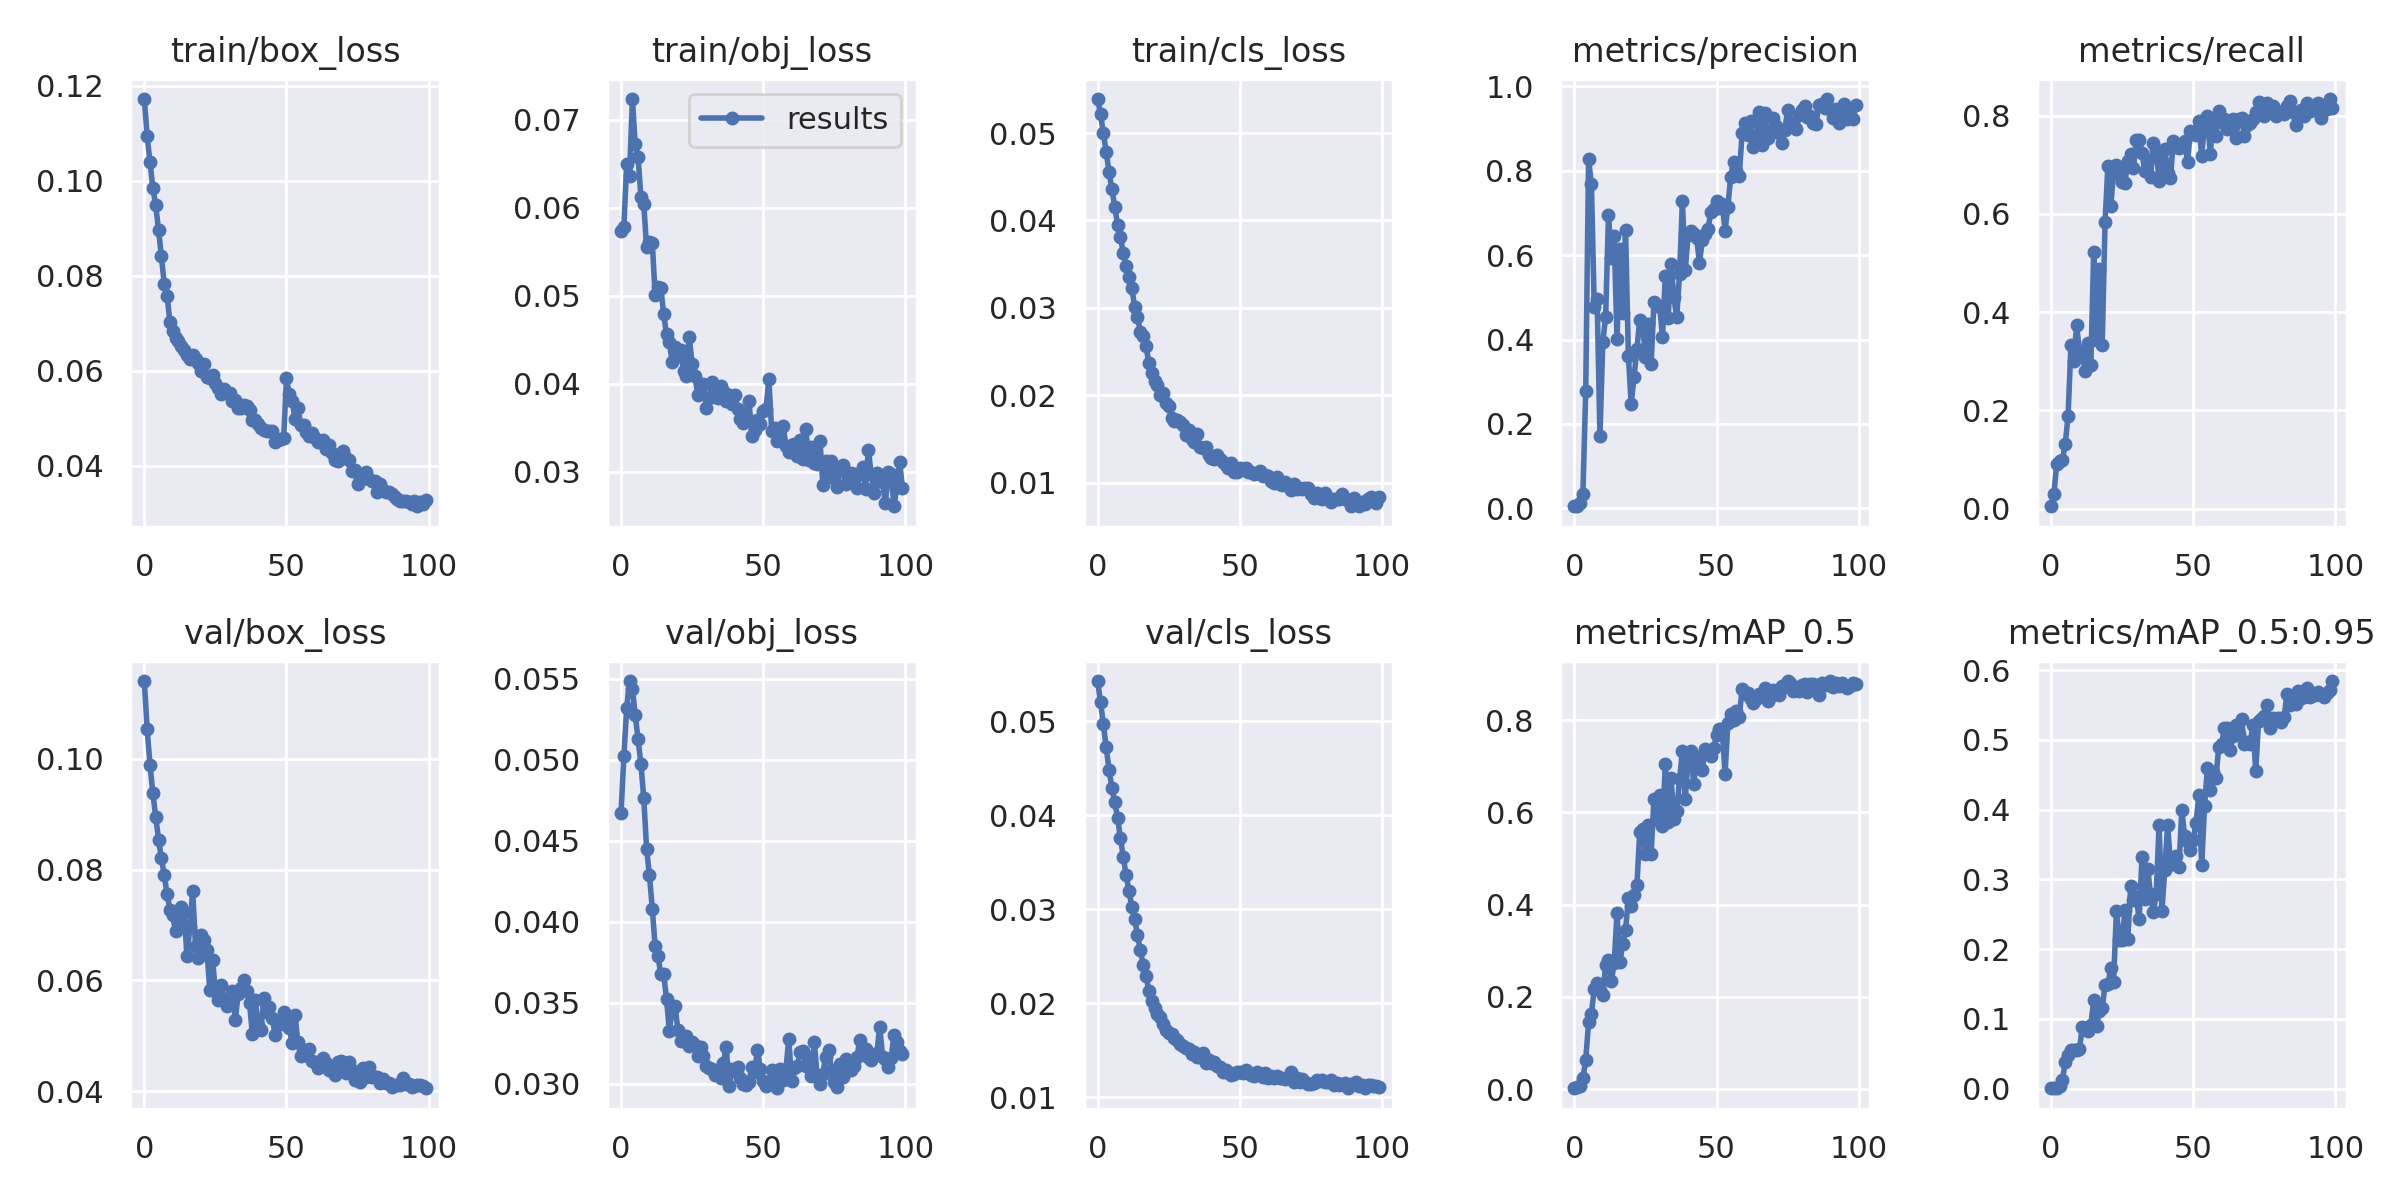 train/box_loss
0.12
0.10
0.08
0.06
0.04
0 50 100
train/obj_loss
results
0.07
0.06
0.05
0.04
0.03
0 50 100
train/cls_loss
0.05
0.04
0.03
0.02
0.01
0 50 100
metrics/precision
1.0
0.8
0.6
0.4
0.2
0.0
0 50 100
metrics/recall
0.8
0.6
0.4
0.2
0.0
0 50 100
val/box_loss
0.10
0.08
0.06
0.04
0 50 100
val/obj_loss
0.055
0.050
0.045
0.040
0.035
0.030
0 50 100
val/cls_loss
0.05
0.04
0.03
0.02
0.01
0 50 100
metrics/mAP_0.5
0.8
0.6
0.4
0.2
0.0
0 50 100
metrics/mAP_0.5:0.95
0.6
0.5
0.4
0.3
0.2
0.1
0.0
0 50 100